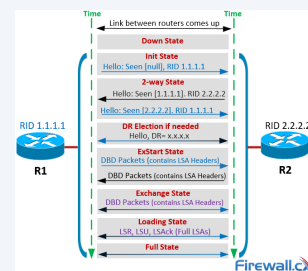 Time
Time
Link between routers comes up
Down State
Init State
Hello: Seen [null], RID 1.1.1.1
2-way State
Hello: Seen [1.1.1.1]. RID 2.2.2.2
Hello: Seen [2.2.2.2]. RID 1.1.1.1
RID 1.1.1.1
RID 2.2.2.2
DR Election if needed
Hello, DR= x.x.x.x
R1
R2
ExStart State
DBD Packets (contains LSA Headers)
DBD Packets (contains LSA Headers)
Exchange State
DBD Packets (contains LSA Headers)
Loading State
LSR, LSU, LSAck (Full LSAs)
Full State
Firewall.c